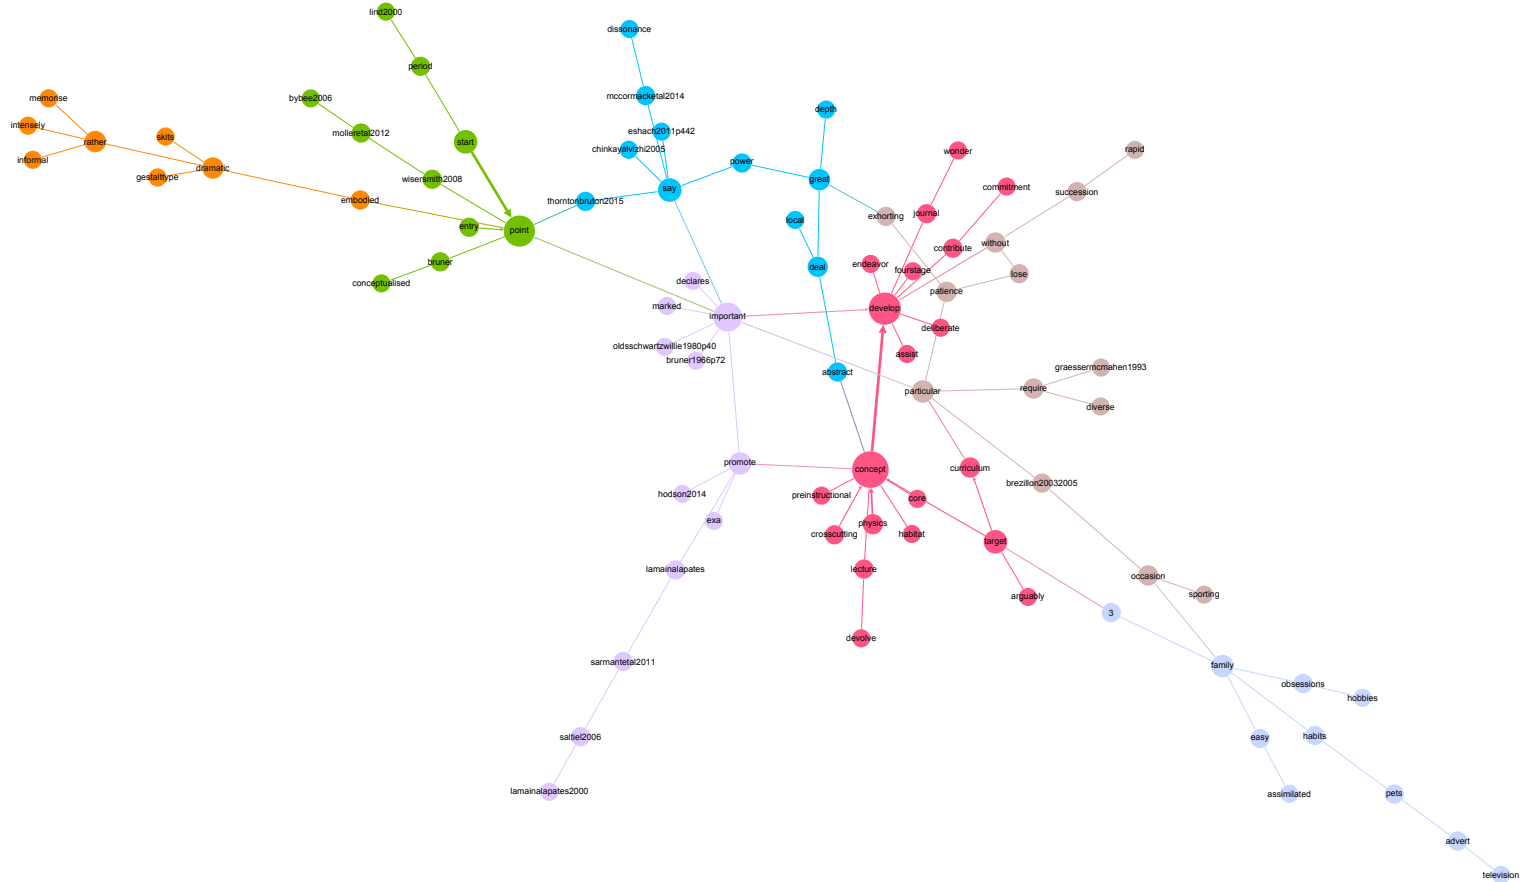 lind2000
dissonance
period
memorise
bybee2006
mccormacketal2014
depth
intensely
molleretal2012
eshach2011p442
skits
rather
start
chinkayalvizhi2005
wonder
rapid
informal
dramatic
power
gestalttype
wisersmith2008
great
commitment
succession
say
embodied
thorntonbruton2015
journal
exhorting
local
entry
point
contribute
without
bruner
endeavor
fourstage
deal
lose
conceptualised
declares
patience
marked
important
develop
deliberate
oldsschwartzwillie1980p40
bruner1966p72
assist
abstract
graessermcmahen1993
particular
require
diverse
promote
concept
curriculum
brezillon20032005
hodson2014
preinstructional
core
exa
physics
crosscutting
habitat
target
lamainalapates
lecture
occasion
arguably
sporting
3
devolve
sarmantetal2011
family
obsessions
hobbies
saltiel2006
easy
habits
lamainalapates2000
assimilated
pets
advert
television